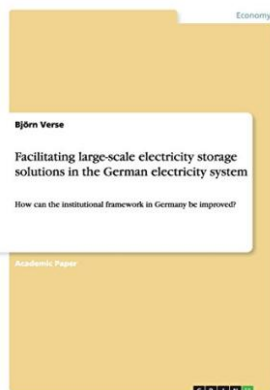 Economy
Björn Verse
Facilitating large-scale electricity storage
solutions in the German electricity system
How can the institutional framework in Germany be improved?
Academic Paper